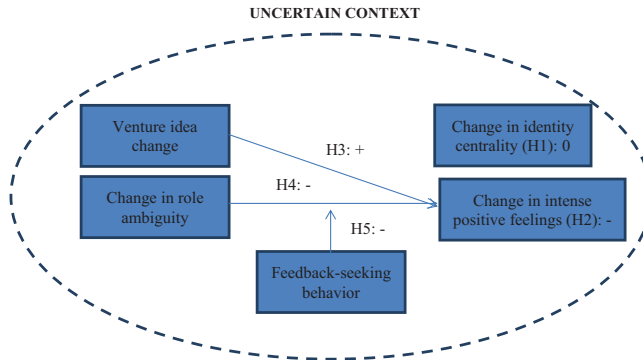 UNCERTAIN CONTEXT
Venture idea
change
Change in identity
centrality (H1): 0
H3: +
H4: -
Change in role
ambiguity
Change in intense
positive feelings (H2): -
H5: -
Feedback-seeking
behavior